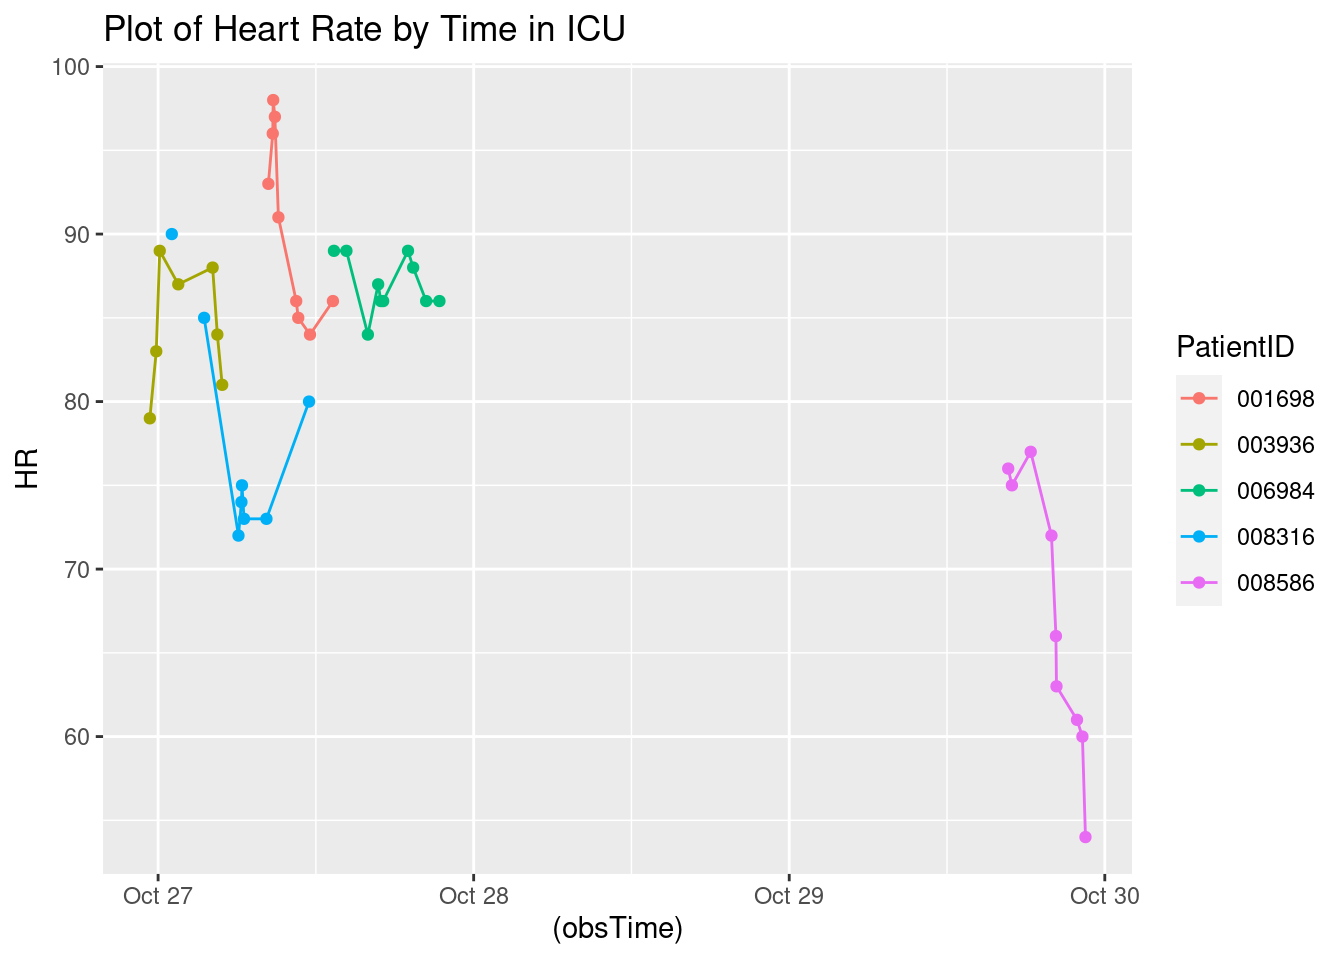 Plot of Heart Rate by Time in ICU
100
90
80
70
60
HR
Oct 27
Oct 28
Oct 29
Oct 30
(obsTime)
PatientID
001698
003936
006984
008316
008586